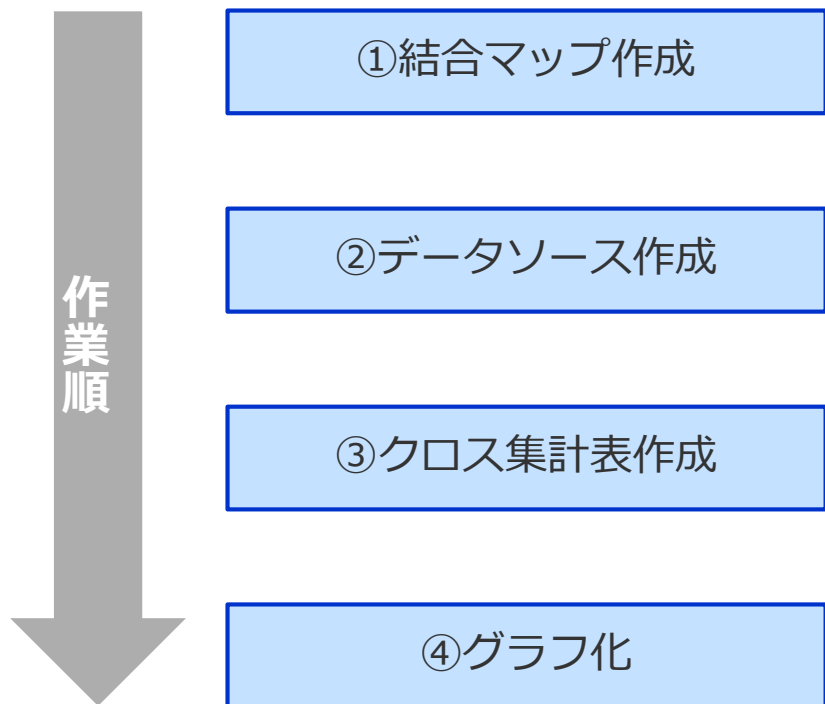 ①結合マップ作成
②データソース作成
作業順
③クロス集計表作成
④グラフ化